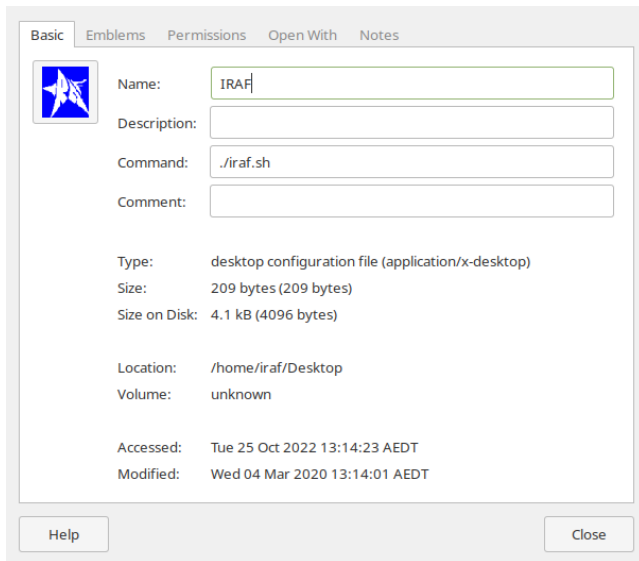 Basic Emblems Permissions Open With Notes
Name: IRAF
Description:
Command: ./iraf.sh
Comment:
Type: desktop configuration file (application/x-desktop)
Size: 209 bytes (209 bytes)
Size on Disk: 4.1 kB (4096 bytes)
Location: /home/iraf/Desktop
Volume: unknown
Accessed: Tue 25 Oct 2022 13:14:23 AEDT
Modified: Wed 04 Mar 2020 13:14:01 AEDT
Help Close